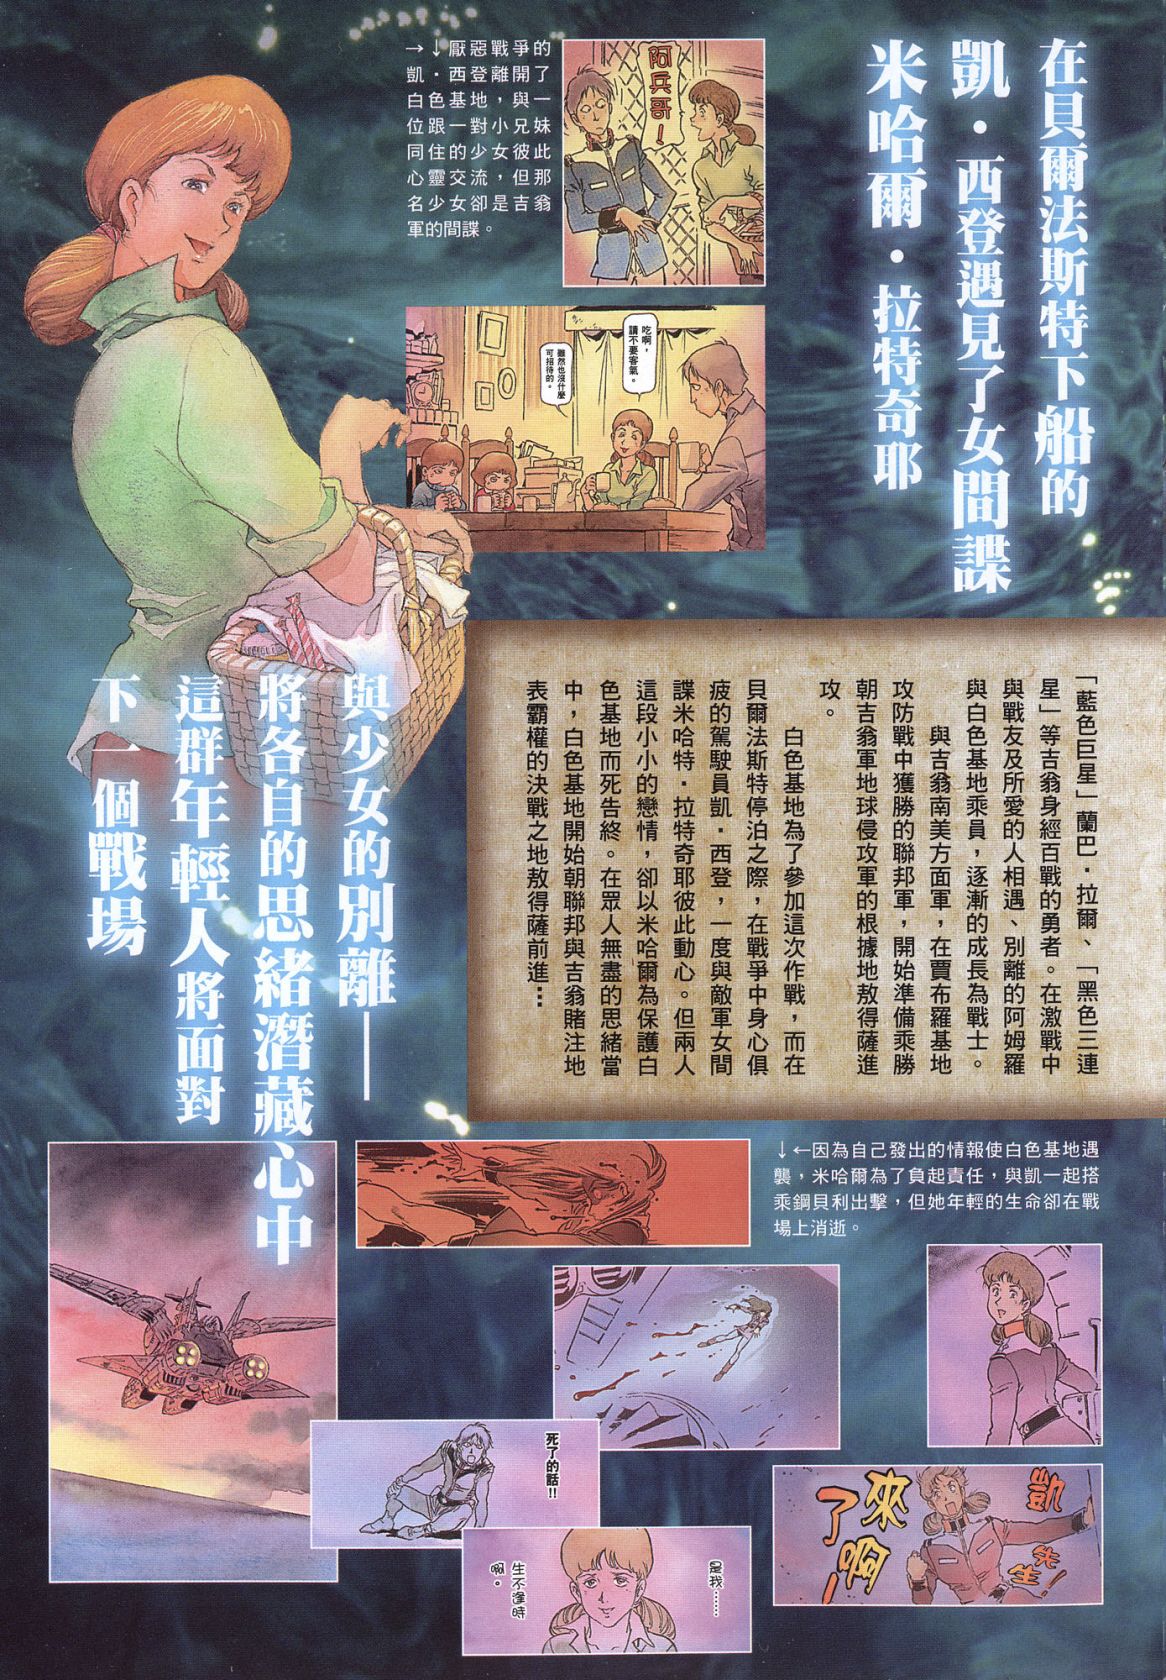 在貝爾法斯特下船的
凱．西登遇見了女間諜
米哈爾．拉特奇耶
→↓厭惡戰爭的
凱．西登離開了
白色基地，與一
位跟一對小兄妹
同住的少女彼此
心靈交流，但那
名少女卻是吉翁
軍的間諜。
阿兵哥！
吃啊，
請不要客氣。
雖然也沒什麼
可招待的。
「藍色巨星」蘭巴．拉爾、「黑色三連
星」等吉翁身經百戰的勇者。在激戰中
與戰友及所愛的人相遇、別離的阿姆羅
與白色基地乘員，逐漸的成長為戰士。
與吉翁南美方面軍，在賈布羅基地
攻防戰中獲勝的聯邦軍，開始準備乘勝
朝吉翁軍地球侵攻軍的根據地敖得薩進
攻。
白色基地為了參加這次作戰，而在
貝爾法斯特停泊之際，在戰爭中身心俱
疲的駕駛員凱．西登，一度與敵軍女間
諜米哈特．拉特奇耶彼此動心。但兩人
這段小小的戀情，卻以米哈爾為保護白
色基地而死告終。在眾人無盡的思緒當
中，白色基地開始朝聯邦與吉翁賭注地
表霸權的決戰之地敖得薩前進…
與少女的別離——
將各自的思緒潛藏心中
這群年輕人將面對
下一個戰場
↓←因為自己發出的情報使白色基地遇
襲，米哈爾為了負起責任，與凱一起搭
乘鋼貝利出擊，但她年輕的生命卻在戰
場上消逝。
凱
先生！
來啊
了
死了的話!!
是我……
生不逢時
啊。